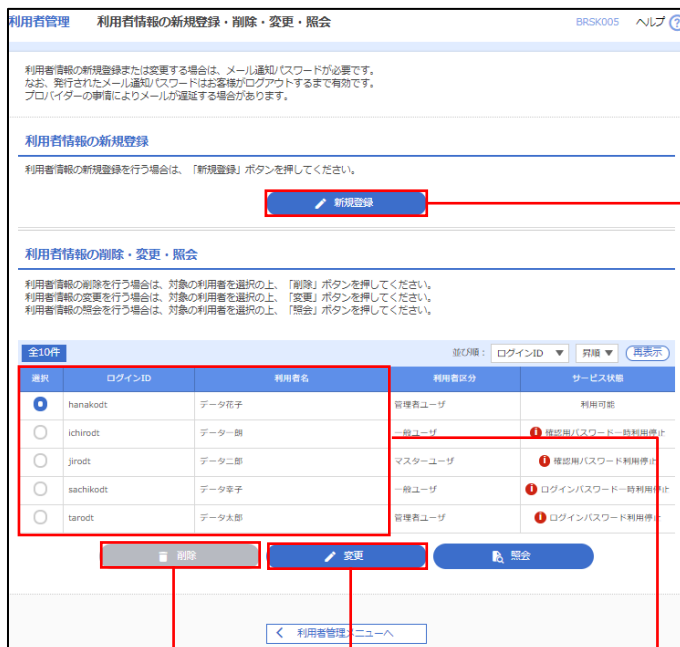 利用者管理 利用者情報の新規登録・削除・変更・照会 BRSK005 ヘルプ ?
利用者情報の新規登録または変更する場合は、メール通知パスワードが必要です。
なお、発行されたメール通知パスワードはお客様がログアウトするまで有効です。
プロバイダーの事情によりメールが遅延する場合があります。
利用者情報の新規登録
利用者情報の新規登録を行う場合は、「新規登録」ボタンを押してください。
新規登録
利用者情報の削除・変更・照会
利用者情報の削除を行う場合は、対象の利用者を選択の上、「削除」ボタンを押してください。
利用者情報の変更を行う場合は、対象の利用者を選択の上、「変更」ボタンを押してください。
利用者情報の照会を行う場合は、対象の利用者を選択の上、「照会」ボタンを押してください。
全10件 並び順： ログインID ▼ 昇順 ▼ 再表示
選択 ログインID 利用者名 利用者区分 サービス状態
hanakodt データ花子 管理者ユーザ 利用可能
ichirodt データ一朗 一般ユーザ 確認用パスワード一時利用停止
jirodt データ二郎 マスターユーザ 確認用パスワード利用停止
sachikodt データ幸子 一般ユーザ ログインパスワード一時利用停止
tarodt データ太郎 管理者ユーザ ログインパスワード利用停止
削除 変更 照会
利用者管理メニューへ